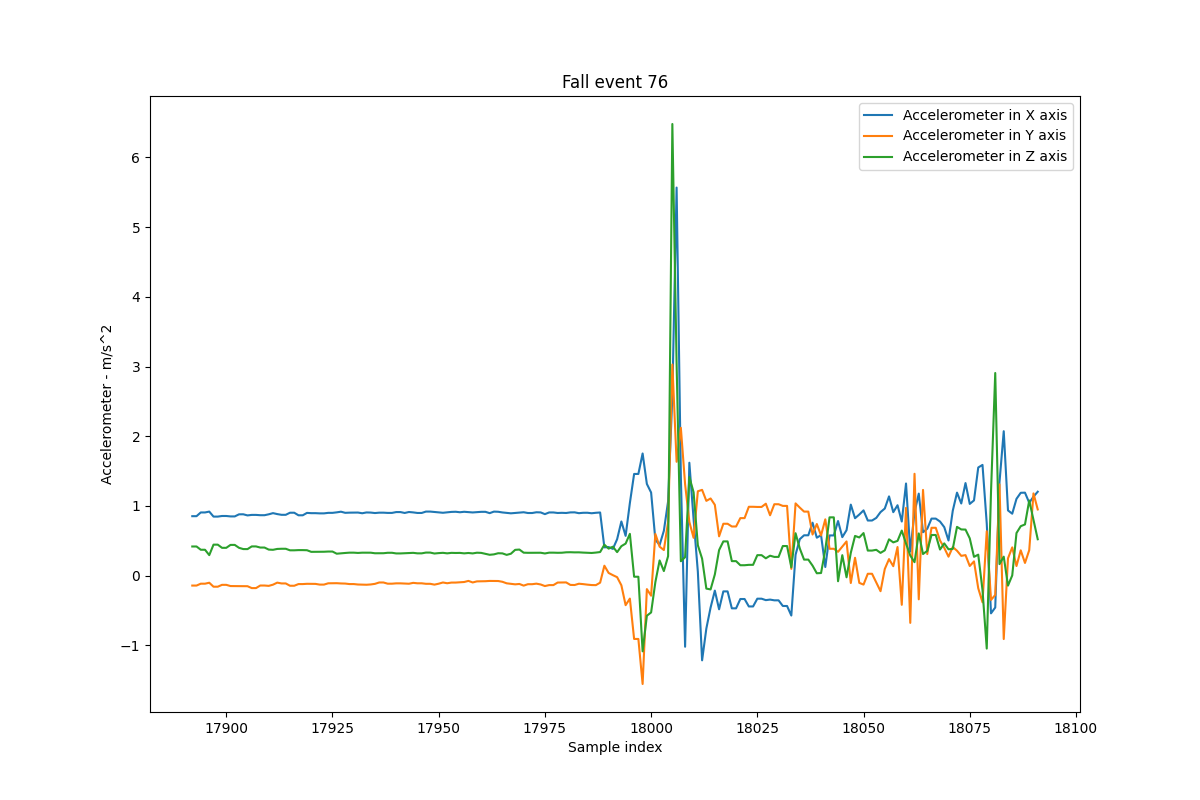 Fall event 76
Accelerometer in X axis
Accelerometer in Y axis
Accelerometer in Z axis
Accelerometer - m/s^2
6
5
4
3
2
1
0
−1
17900 17925 17950 17975 18000 18025 18050 18075 18100
Sample index